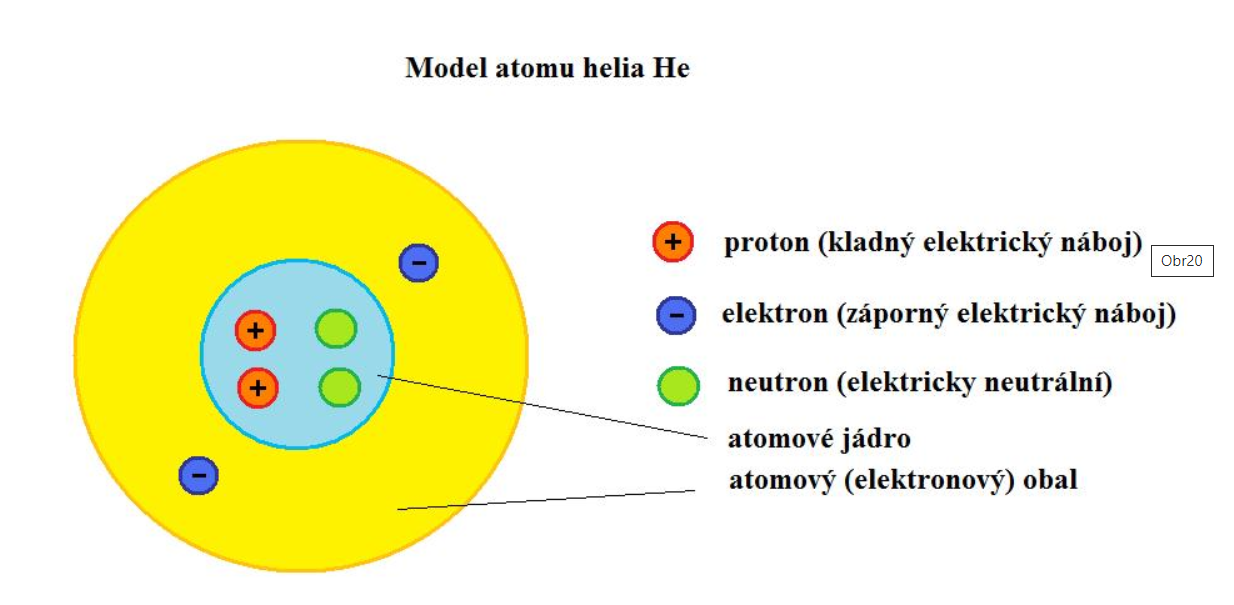 Model atomu helia He
+ proton (kladný elektrický náboj)
Obr20
- elektron (záporný elektrický náboj)
neutron (elektricky neutrální)
atomové jádro
atomový (elektronový) obal
-
+
+
-